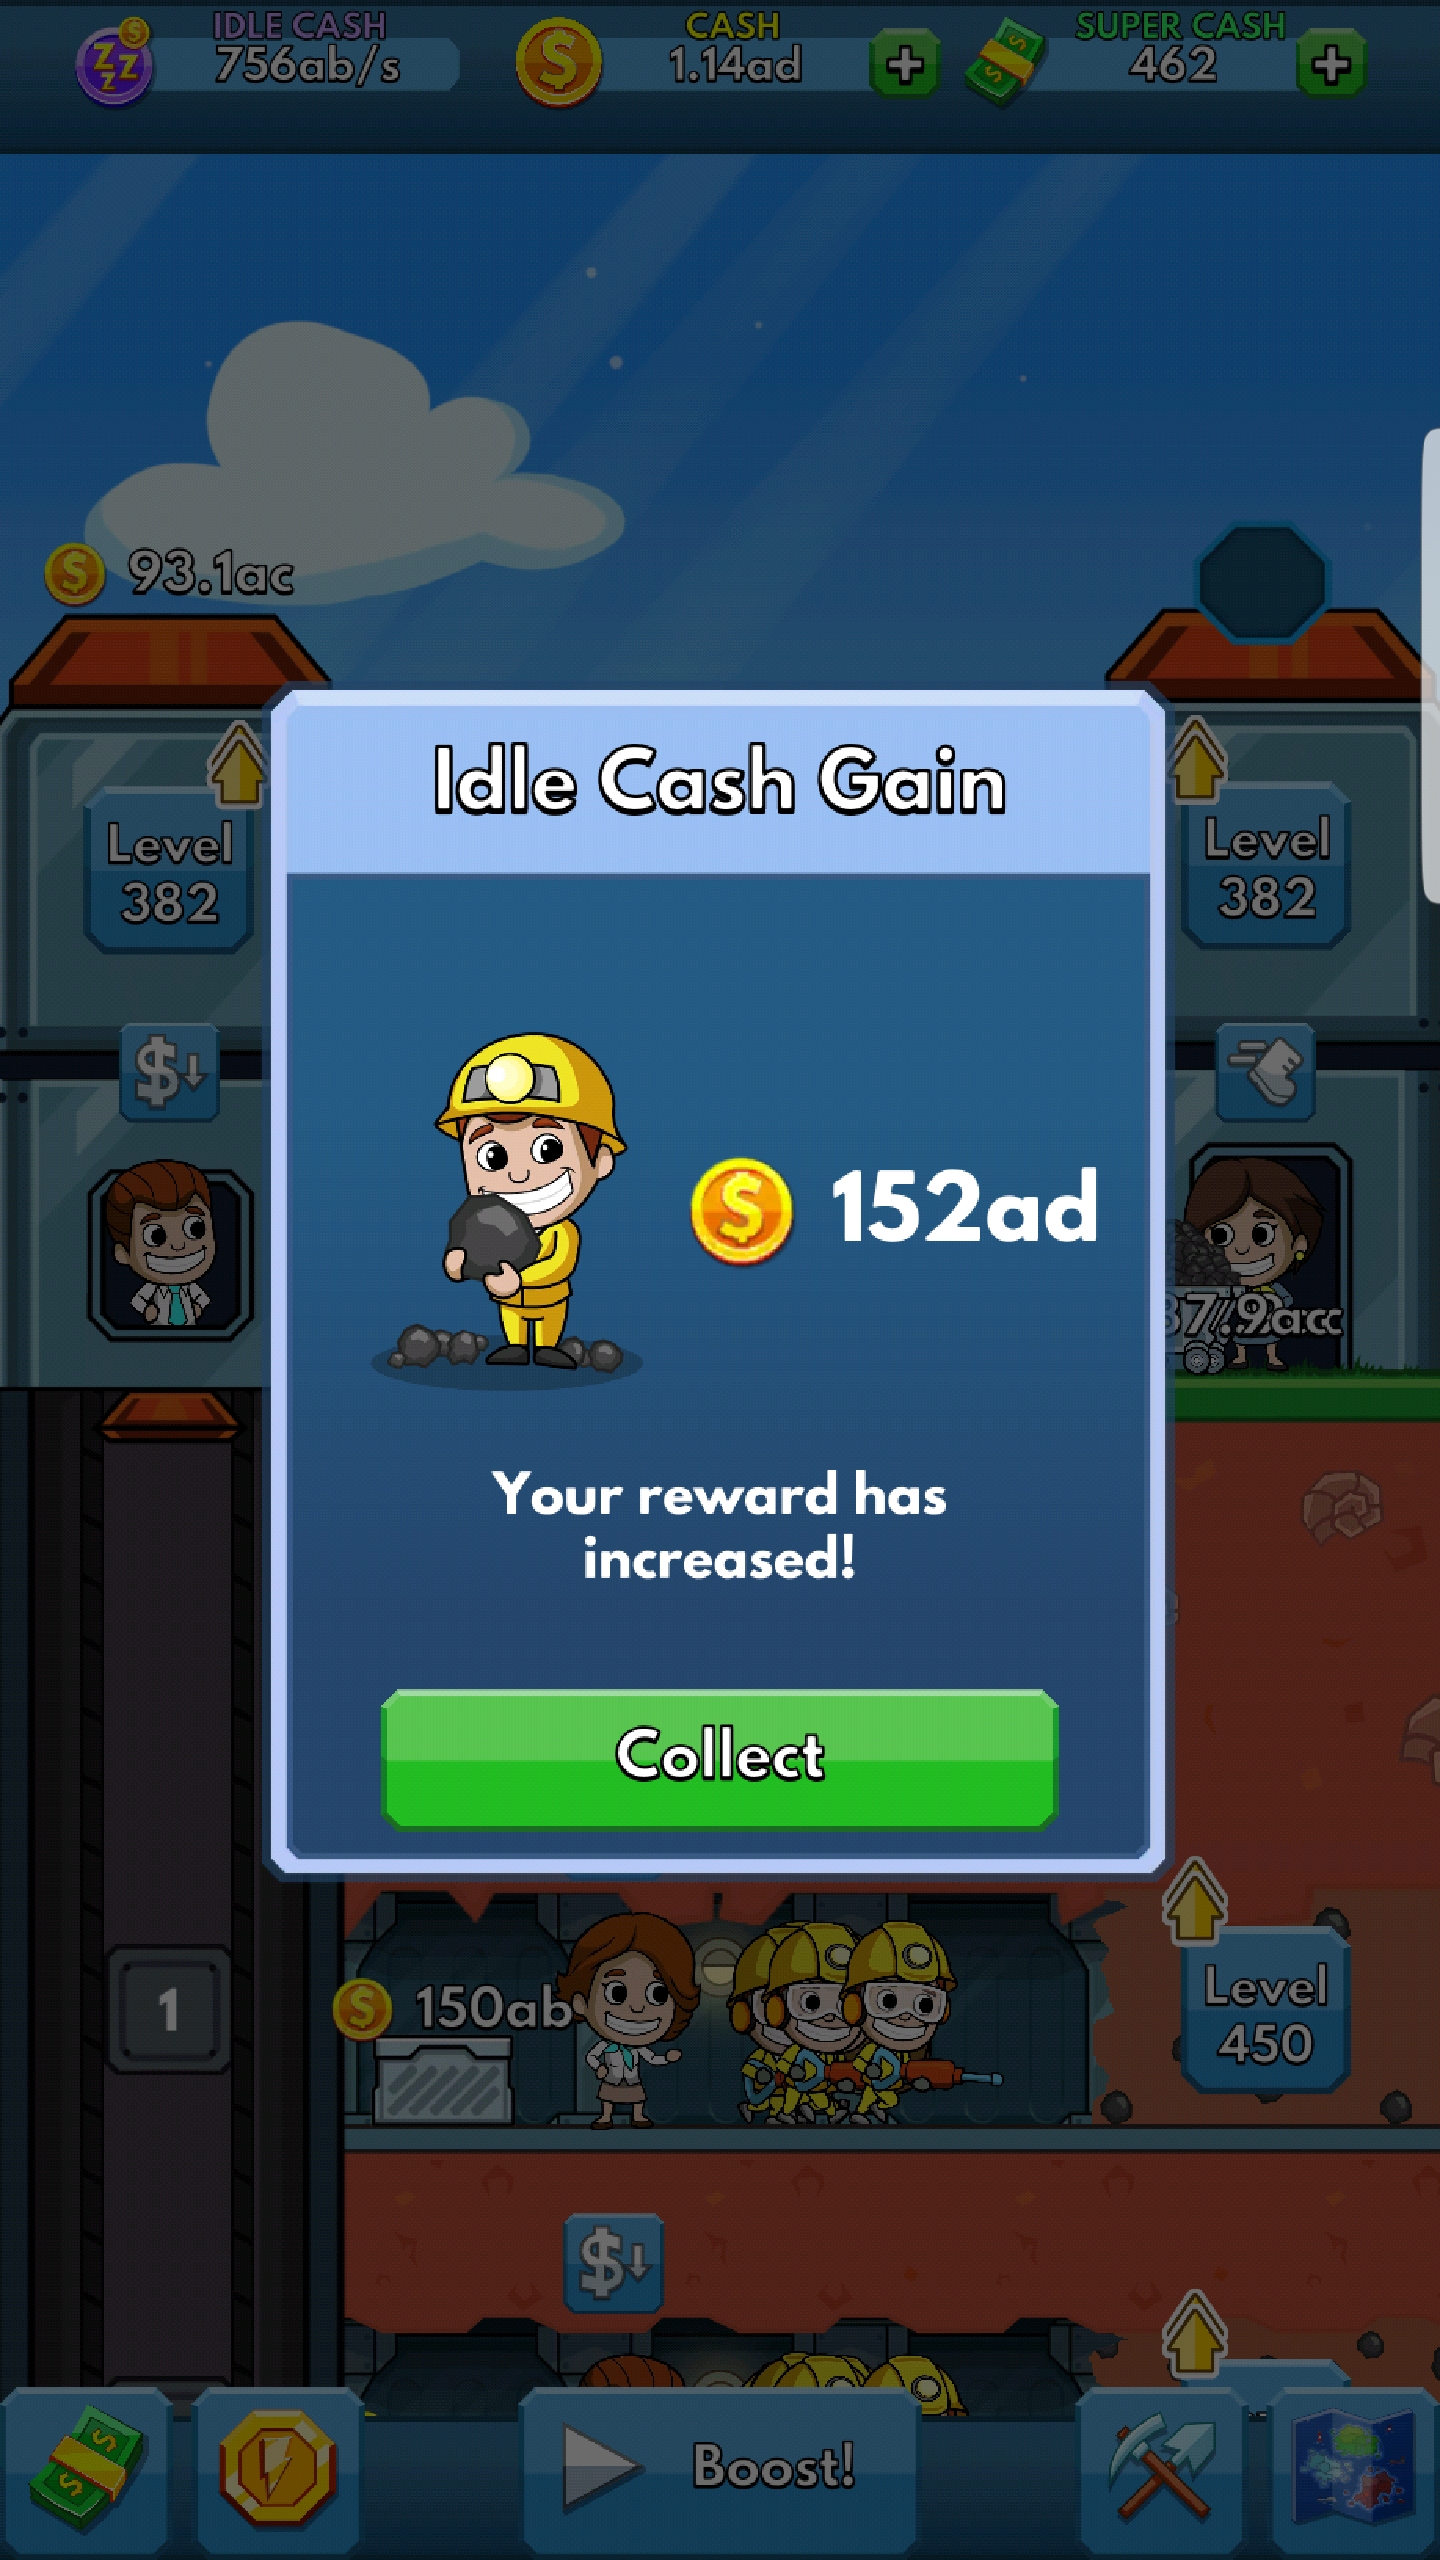 IDLE CASH
756ab/s
CASH
1.14ad
SUPER CASH
462
93.1ac
Level
382
Level
382
Idle Cash Gain
152ad
Your reward has
increased!
Collect
1
150ab
Level
450
Boost!